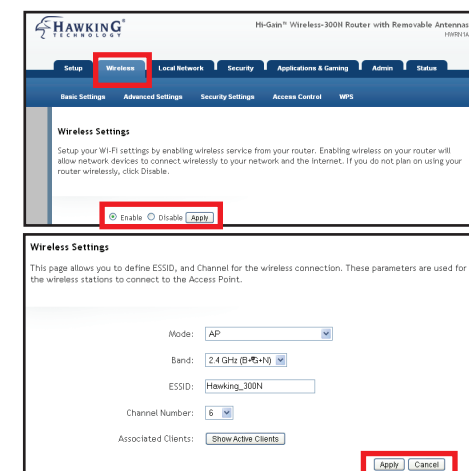 HAWKING
TECHNOLOGY
Hi-Gain™ Wireless-300N Router with Removable Antennas
HWRN1A
Setup Wireless Local Network Security Applications & Gaming Admin Status
Basic Settings Advanced Settings Security Settings Access Control WPS
Wireless Settings
Setup your Wi-Fi settings by enabling wireless service from your router. Enabling wireless on your router will
allow network devices to connect wirelessly to your network and the Internet. If you do not plan on using your
router wirelessly, click Disable.
Enable Disable Apply
Wireless Settings
This page allows you to define ESSID, and Channel for the wireless connection. These parameters are used for
the wireless stations to connect to the Access Point.
Mode: AP
Band: 2.4 GHz (B+G+N)
ESSID: Hawking_300N
Channel Number: 6
Associated Clients: Show Active Clients
Apply Cancel